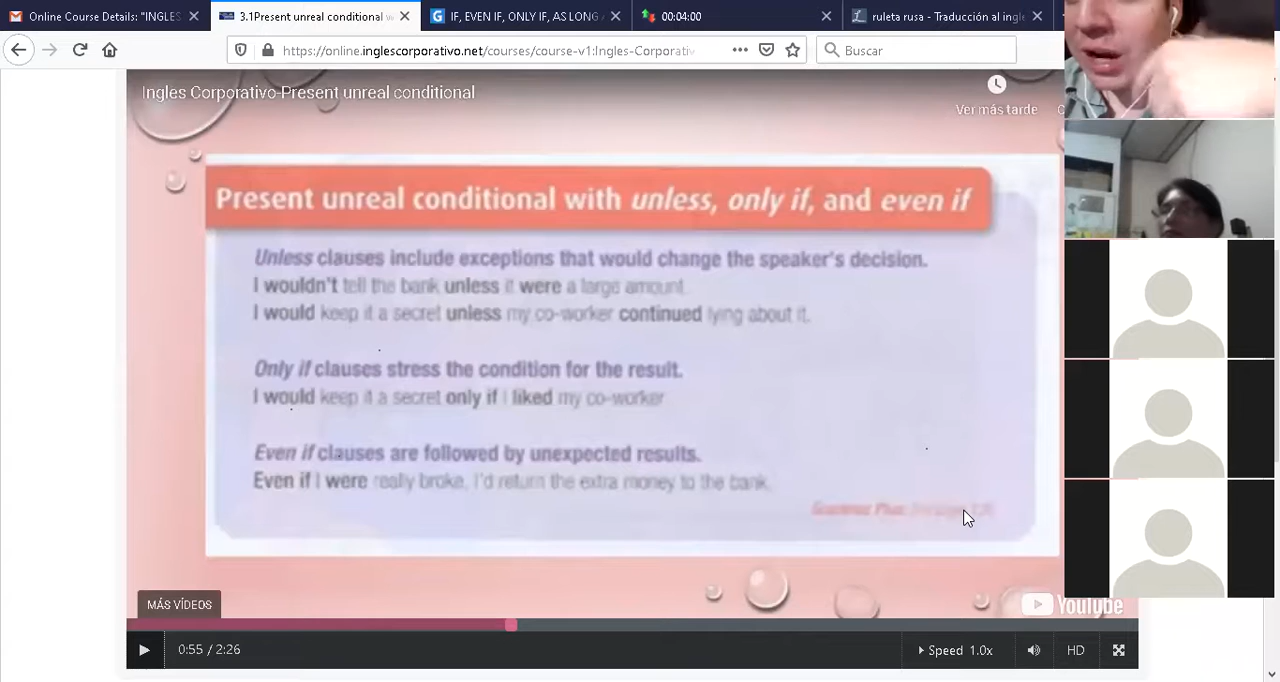 Online Course Details: "INGLES
3.1Present unreal conditional w
IF, EVEN IF, ONLY IF, AS LONG A
00:04:00
ruleta rusa - Traducción al ingle
https://online.inglescorporativo.net/courses/course-v1:Ingles-Corporativ
Buscar
Ingles Corporativo-Present unreal conditional
Ver más tarde
Present unreal conditional with unless, only if, and even if
Unless clauses include exceptions that would change the speaker's decision.
I wouldn't tell the bank unless it were a large amount.
I would keep it a secret unless my co-worker continued lying about it.
Only if clauses stress the condition for the result.
I would keep it a secret only if I liked my co-worker
Even if clauses are followed by unexpected results.
Even if I were really broke, I'd return the extra money to the bank.
Grammar Plus
MÁS VÍDEOS
YouTube
0:55 / 2:26
Speed 1.0x
HD